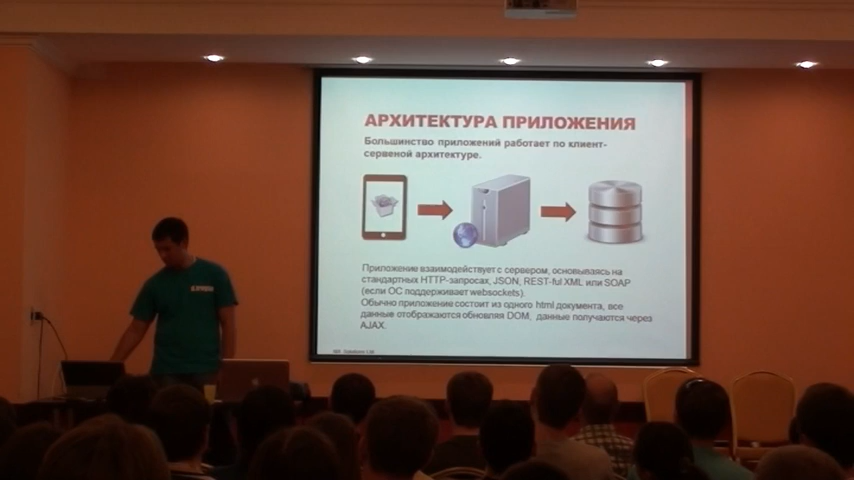 АРХИТЕКТУРА ПРИЛОЖЕНИЯ
Большинство приложений работает по клиент-
сервеной архитектуре.
Приложение взаимодействует с сервером, основываясь на
стандартных HTTP-запросах, JSON, REST-ful XML или SOAP
(если ОС поддерживает websockets).
Обычно приложение состоит из одного html документа, все
данные отображаются обновляя DOM, данные получаются через
AJAX.